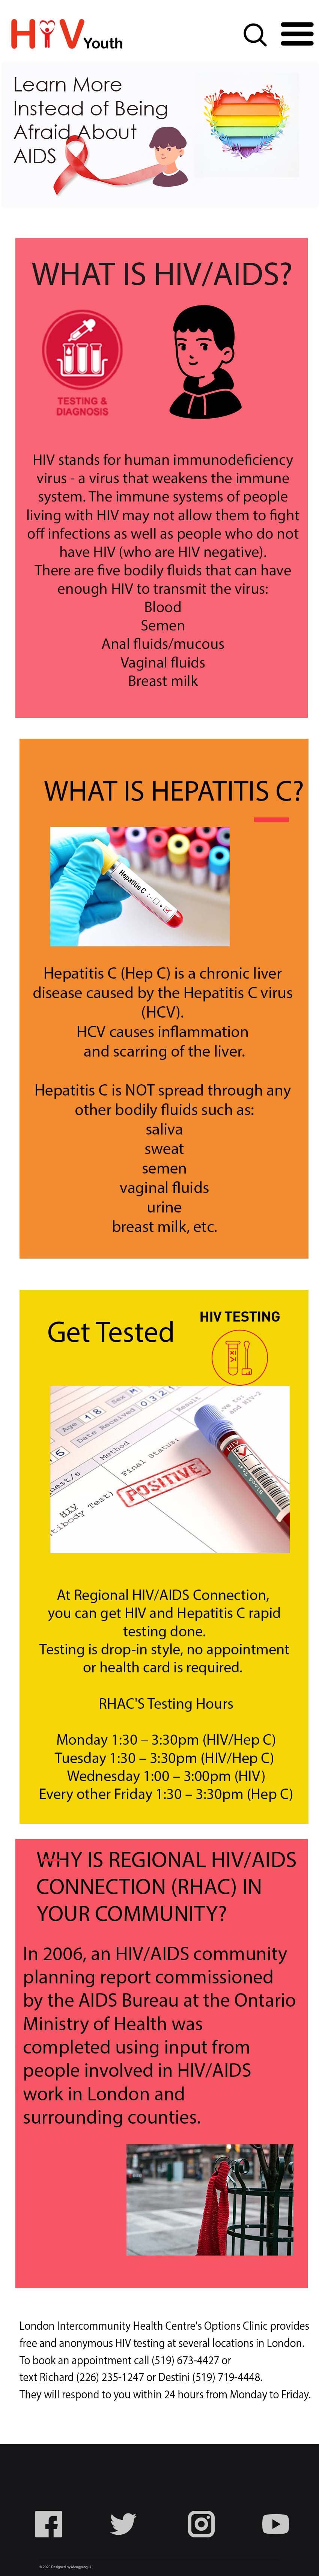 HIV Youth
Learn More
Instead of Being
Afraid About
AIDS
WHAT IS HIV/AIDS?
TESTING &
DIAGNOSIS
HIV stands for human immunodeficiency
virus - a virus that weakens the immune
system. The immune systems of people
living with HIV may not allow them to fight
off infections as well as people who do not
have HIV (who are HIV negative).
There are five bodily fluids that can have
enough HIV to transmit the virus:
Blood
Semen
Anal fluids/mucous
Vaginal fluids
Breast milk
WHAT IS HEPATITIS C?
Hepatitis C
Hepatitis C (Hep C) is a chronic liver
disease caused by the Hepatitis C virus
(HCV).
HCV causes inflammation
and scarring of the liver.
Hepatitis C is NOT spread through any
other bodily fluids such as:
saliva
sweat
semen
vaginal fluids
urine
breast milk, etc.
Get Tested
HIV TESTING
Age 18 Sex M
Date Received 03.2.1
Result
Method
Final Status:
POSITIVE
HIV
At Regional HIV/AIDS Connection,
you can get HIV and Hepatitis C rapid
testing done.
Testing is drop-in style, no appointment
or health card is required.
RHAC'S Testing Hours
Monday 1:30 – 3:30pm (HIV/Hep C)
Tuesday 1:30 – 3:30pm (HIV/Hep C)
Wednesday 1:00 – 3:00pm (HIV)
Every other Friday 1:30 – 3:30pm (Hep C)
WHY IS REGIONAL HIV/AIDS
CONNECTION (RHAC) IN
YOUR COMMUNITY?
In 2006, an HIV/AIDS community
planning report commissioned
by the AIDS Bureau at the Ontario
Ministry of Health was
completed using input from
people involved in HIV/AIDS
work in London and
surrounding counties.
London Intercommunity Health Centre's Options Clinic provides
free and anonymous HIV testing at several locations in London.
To book an appointment call (519) 673-4427 or
text Richard (226) 235-1247 or Destini (519) 719-4448.
They will respond to you within 24 hours from Monday to Friday.
© 2020 Designed by Mengyang Li